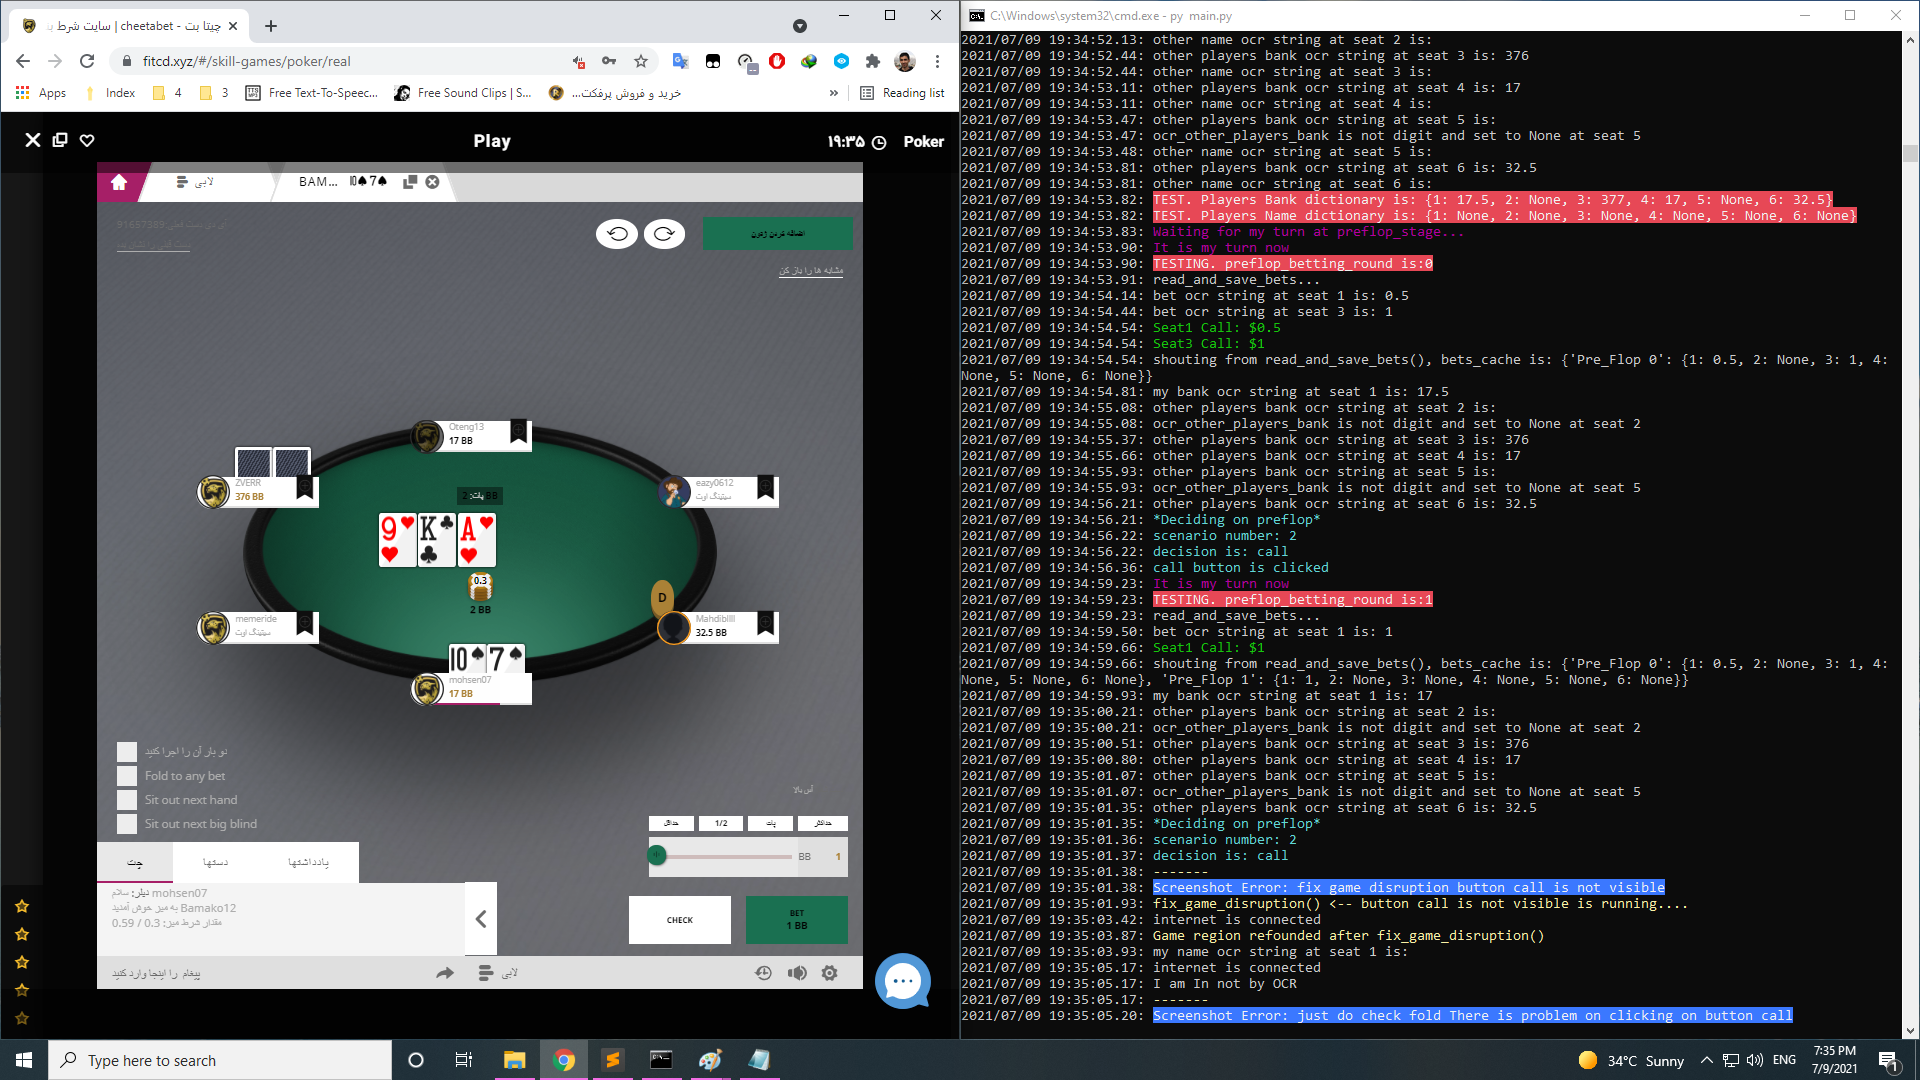 چیتا بت - cheetabet | سایت شرط ب
fitcd.xyz/#/skill-games/poker/real
Apps
Index
4
3
Free Text-To-Speec...
Free Sound Clips | S...
خرید و فروش پرفکت...
»
Reading list
Play
۱۹:۳۵
Poker
لابی
BAM... 10♠7♠
اضافه کردن ژتون
مشابه ها را باز کن
Oteng13
17 BB
ZVERR
376 BB
eazy0612
سیتینگ اوت
پات: 2 BB
9 K A
0.3
2 BB
D
memeride
سیتینگ اوت
Mahdiblll
32.5 BB
10 7
mohsen07
17 BB
دو بار آن را اجرا کنید
Fold to any bet
Sit out next hand
Sit out next big blind
آس بالا
حداقل
1/2
پات
حداکثر
BB 1
چت
دستها
یادداشتها
دیلر: سلام mohsen07
به میز خوش آمدید Bamako12
مقدار شرط میز: 0.3 / 0.59
CHECK
BET
1 BB
پیغام را اینجا وارد کنید
لابی
C:\Windows\system32\cmd.exe - py main.py
2021/07/09 19:34:52.13: other name ocr string at seat 2 is:
2021/07/09 19:34:52.44: other players bank ocr string at seat 3 is: 376
2021/07/09 19:34:52.44: other name ocr string at seat 3 is:
2021/07/09 19:34:53.11: other players bank ocr string at seat 4 is: 17
2021/07/09 19:34:53.11: other name ocr string at seat 4 is:
2021/07/09 19:34:53.47: other players bank ocr string at seat 5 is:
2021/07/09 19:34:53.47: ocr_other_players_bank is not digit and set to None at seat 5
2021/07/09 19:34:53.48: other name ocr string at seat 5 is:
2021/07/09 19:34:53.81: other players bank ocr string at seat 6 is: 32.5
2021/07/09 19:34:53.81: other name ocr string at seat 6 is:
2021/07/09 19:34:53.82: TEST. Players Bank dictionary is: {1: 17.5, 2: None, 3: 377, 4: 17, 5: None, 6: 32.5}
2021/07/09 19:34:53.82: TEST. Players Name dictionary is: {1: None, 2: None, 3: None, 4: None, 5: None, 6: None}
2021/07/09 19:34:53.83: Waiting for my turn at preflop_stage...
2021/07/09 19:34:53.90: It is my turn now
2021/07/09 19:34:53.90: TESTING. preflop_betting_round is:0
2021/07/09 19:34:53.91: read_and_save_bets...
2021/07/09 19:34:54.14: bet ocr string at seat 1 is: 0.5
2021/07/09 19:34:54.44: bet ocr string at seat 3 is: 1
2021/07/09 19:34:54.54: Seat1 Call: $0.5
2021/07/09 19:34:54.54: Seat3 Call: $1
2021/07/09 19:34:54.54: shouting from read_and_save_bets(), bets_cache is: {'Pre_Flop 0': {1: 0.5, 2: None, 3: 1, 4:
None, 5: None, 6: None}}
2021/07/09 19:34:54.81: my bank ocr string at seat 1 is: 17.5
2021/07/09 19:34:55.08: other players bank ocr string at seat 2 is:
2021/07/09 19:34:55.08: ocr_other_players_bank is not digit and set to None at seat 2
2021/07/09 19:34:55.37: other players bank ocr string at seat 3 is: 376
2021/07/09 19:34:55.66: other players bank ocr string at seat 4 is: 17
2021/07/09 19:34:55.93: other players bank ocr string at seat 5 is:
2021/07/09 19:34:55.93: ocr_other_players_bank is not digit and set to None at seat 5
2021/07/09 19:34:56.21: other players bank ocr string at seat 6 is: 32.5
2021/07/09 19:34:56.21: *Deciding on preflop*
2021/07/09 19:34:56.22: scenario number: 2
2021/07/09 19:34:56.22: decision is: call
2021/07/09 19:34:56.36: call button is clicked
2021/07/09 19:34:59.23: It is my turn now
2021/07/09 19:34:59.23: TESTING. preflop_betting_round is:1
2021/07/09 19:34:59.23: read_and_save_bets...
2021/07/09 19:34:59.50: bet ocr string at seat 1 is: 1
2021/07/09 19:34:59.66: Seat1 Call: $1
2021/07/09 19:34:59.66: shouting from read_and_save_bets(), bets_cache is: {'Pre_Flop 0': {1: 0.5, 2: None, 3: 1, 4:
None, 5: None, 6: None}, 'Pre_Flop 1': {1: 1, 2: None, 3: None, 4: None, 5: None, 6: None}}
2021/07/09 19:34:59.93: my bank ocr string at seat 1 is: 17
2021/07/09 19:35:00.21: other players bank ocr string at seat 2 is:
2021/07/09 19:35:00.21: ocr_other_players_bank is not digit and set to None at seat 2
2021/07/09 19:35:00.51: other players bank ocr string at seat 3 is: 376
2021/07/09 19:35:00.80: other players bank ocr string at seat 4 is: 17
2021/07/09 19:35:01.07: other players bank ocr string at seat 5 is:
2021/07/09 19:35:01.07: ocr_other_players_bank is not digit and set to None at seat 5
2021/07/09 19:35:01.35: other players bank ocr string at seat 6 is: 32.5
2021/07/09 19:35:01.35: *Deciding on preflop*
2021/07/09 19:35:01.36: scenario number: 2
2021/07/09 19:35:01.37: decision is: call
2021/07/09 19:35:01.38: -------
2021/07/09 19:35:01.38: Screenshot Error: fix game disruption button call is not visible
2021/07/09 19:35:01.93: fix_game_disruption() <-- button call is not visible is running....
2021/07/09 19:35:03.42: internet is connected
2021/07/09 19:35:03.87: Game region refounded after fix_game_disruption()
2021/07/09 19:35:03.93: my name ocr string at seat 1 is:
2021/07/09 19:35:05.17: internet is connected
2021/07/09 19:35:05.17: I am In not by OCR
2021/07/09 19:35:05.17: -------
2021/07/09 19:35:05.20: Screenshot Error: just do check fold There is problem on clicking on button call
Type here to search
34°C Sunny
ENG
7:35 PM
7/9/2021
1